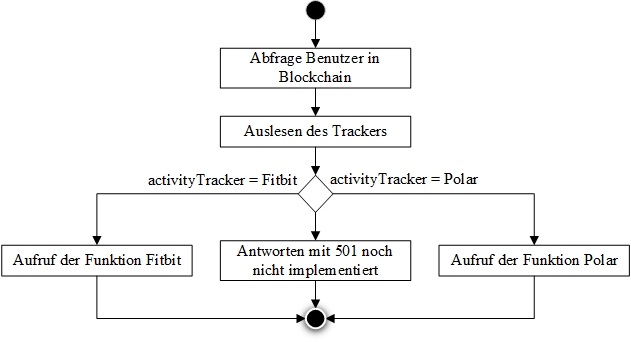 Abfrage Benutzer in
Blockchain
Auslesen des Trackers
activityTracker = Fitbit
activityTracker = Polar
Aufruf der Funktion Fitbit
Antworten mit 501 noch
nicht implementiert
Aufruf der Funktion Polar